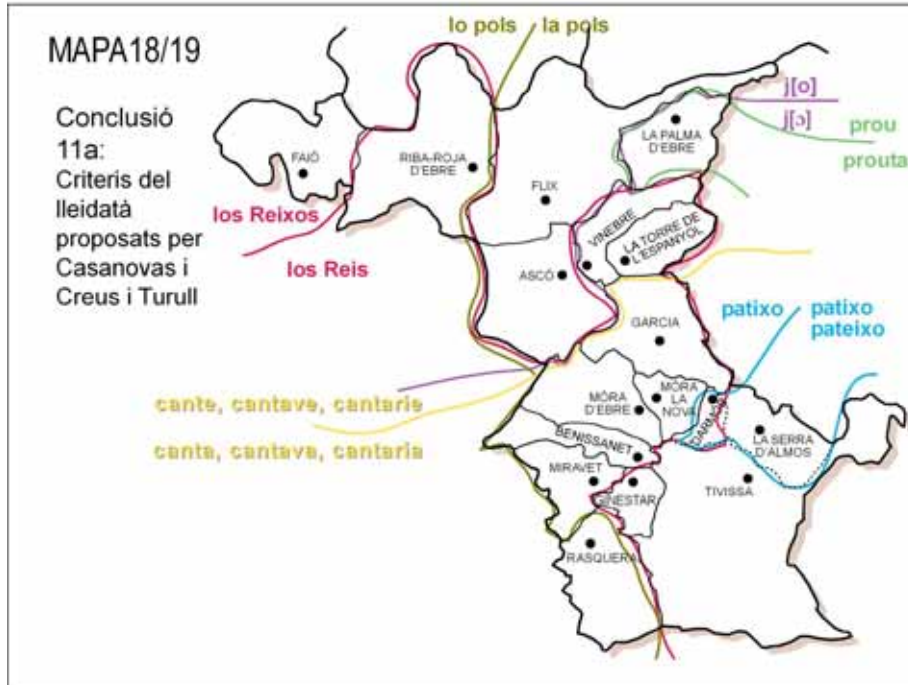 MAPA18/19
Conclusió
11a:
Criteris del
lleidatà
proposats per
Casanovas i
Creus i Turull
lo pols
la pols
j[o]
j[ɔ]
prou
prouta
LA PALMA
D'EBRE
FAIÓ
RIBA-ROJA
D'EBRE
FLIX
los Reixos
los Reis
VINEBRE
LA TORRE DE
L'ESPANYOL
ASCÓ
GARCIA
patixo
patixo
pateixo
cante, cantave, cantarie
canta, cantava, cantaria
MÓRA
D'EBRE
MÓRA
LA
NOVA
DARMÓS
LA SERRA
D'ALMOS
BENISSANET
MIRAVET
GINESTAR
TIVISSA
RASQUERA